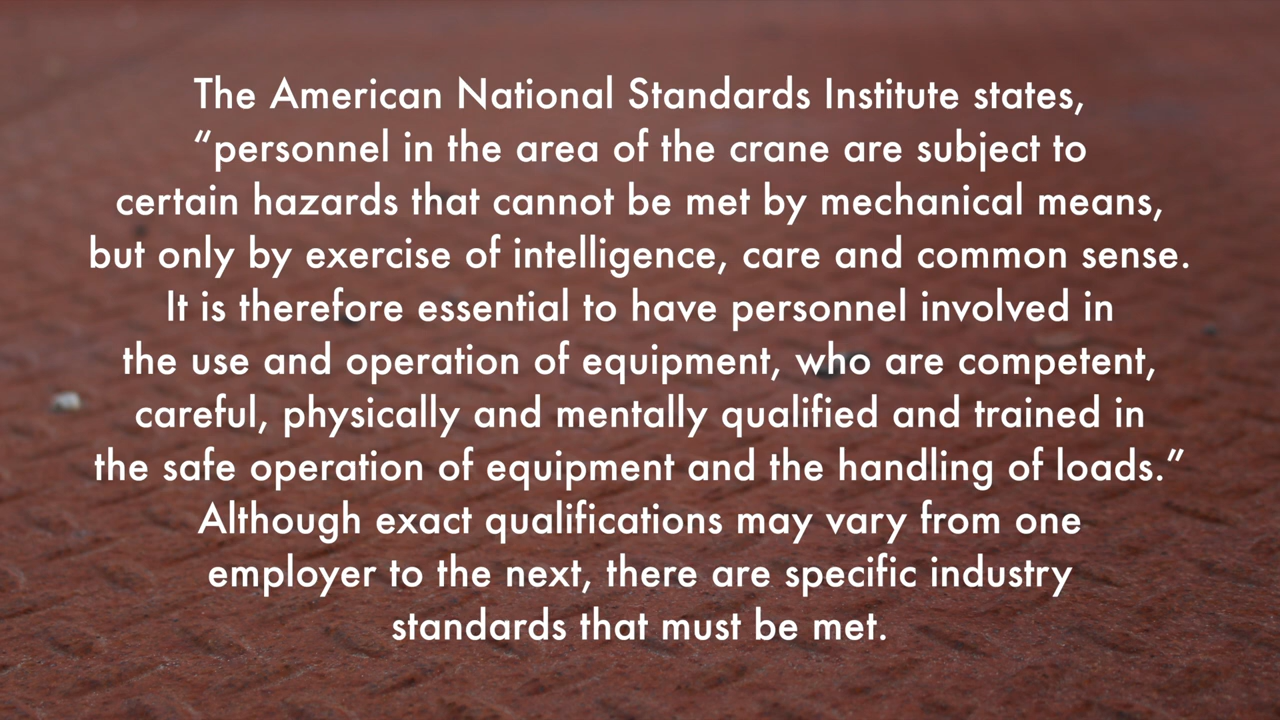 The American National Standards Institute states,
“personnel in the area of the crane are subject to
certain hazards that cannot be met by mechanical means,
but only by exercise of intelligence, care and common sense.
It is therefore essential to have personnel involved in
the use and operation of equipment, who are competent,
careful, physically and mentally qualified and trained in
the safe operation of equipment and the handling of loads.”
Although exact qualifications may vary from one
employer to the next, there are specific industry
standards that must be met.